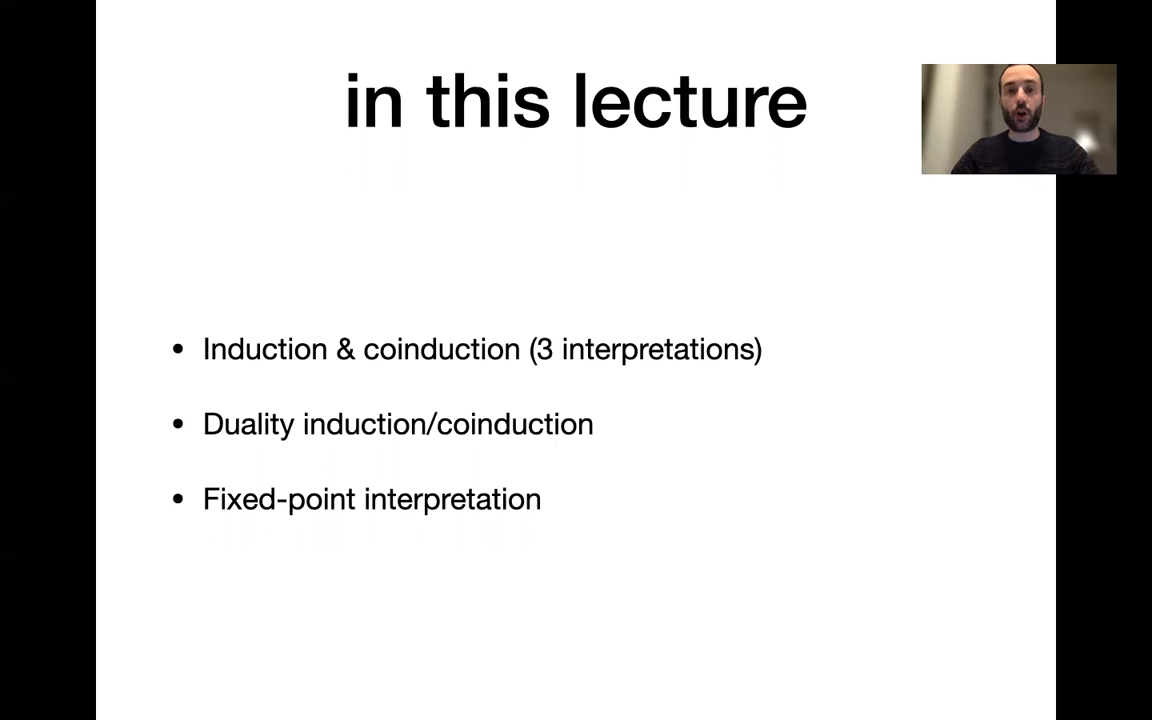 in this lecture
• Induction & coinduction (3 interpretations)
• Duality induction/coinduction
• Fixed-point interpretation